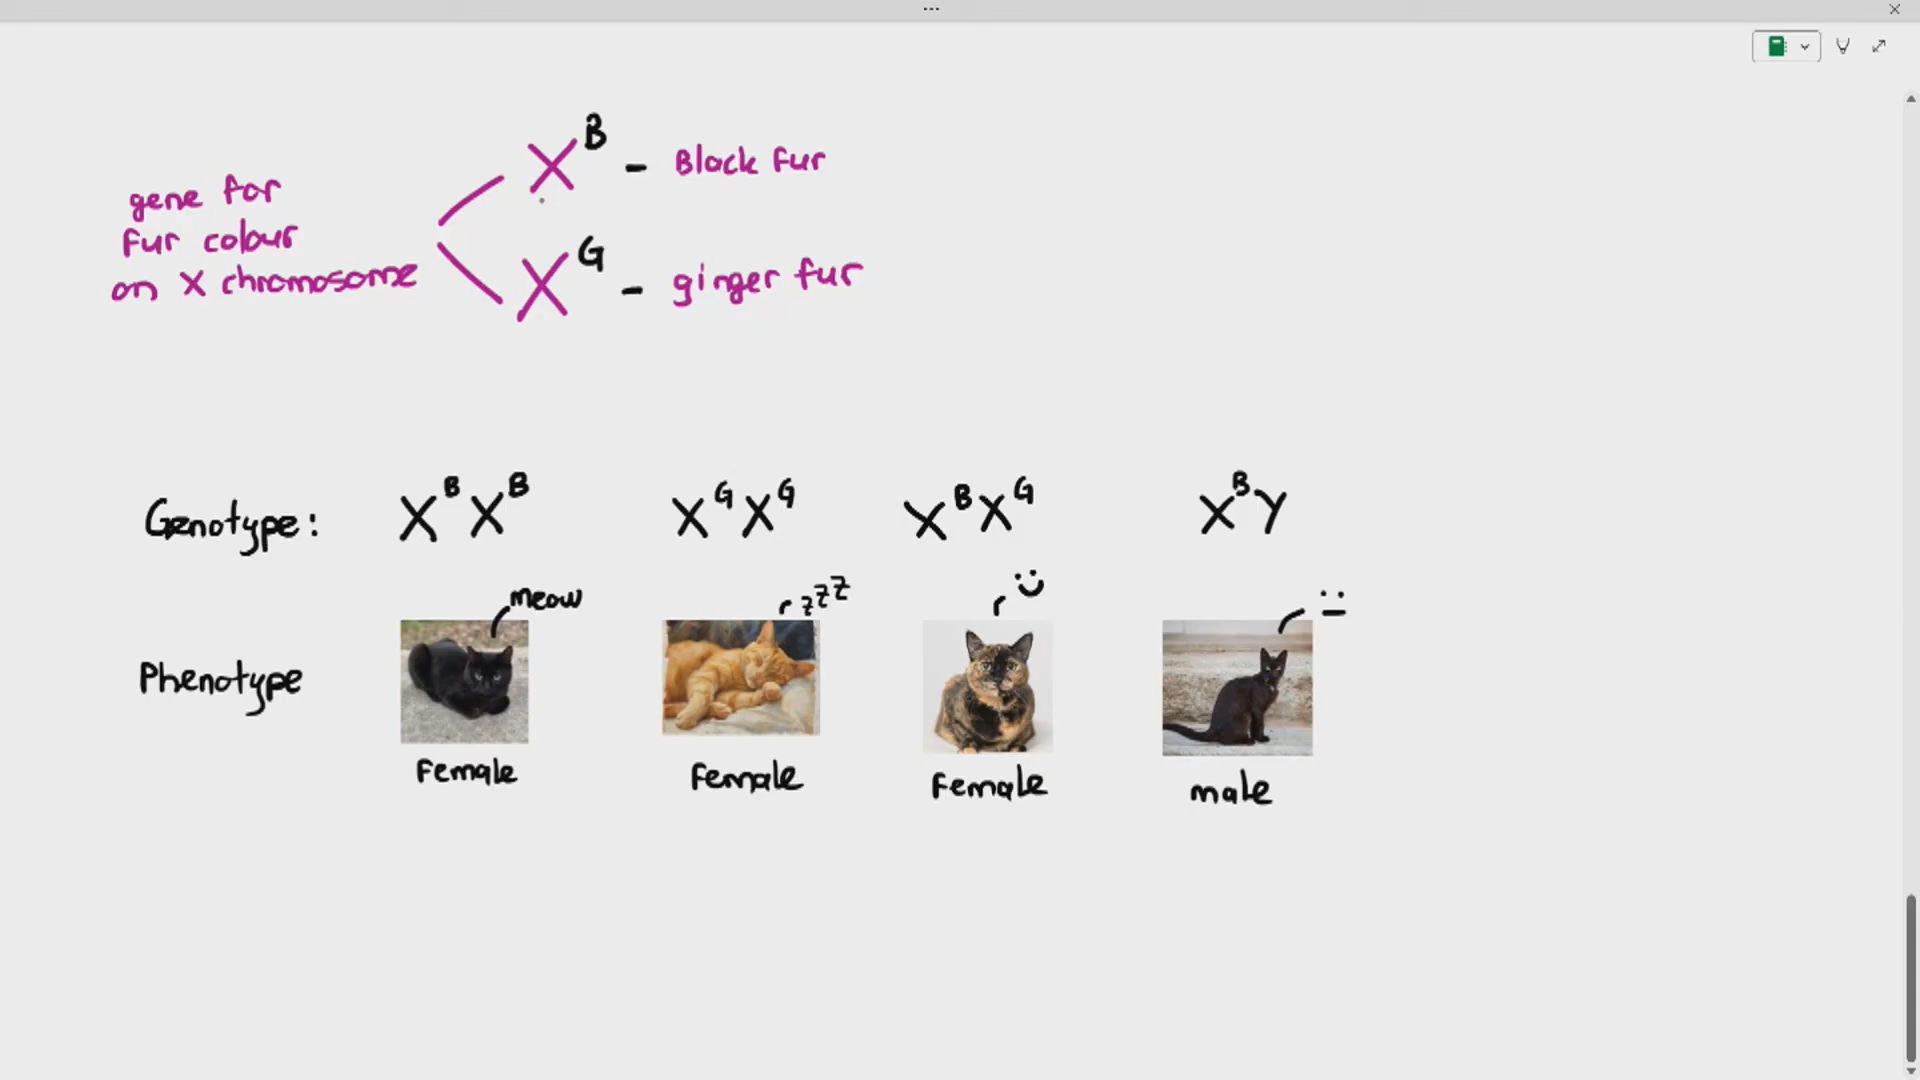 X^B - Black fur
gene for
fur colour
on X chromosome
X^G - ginger fur
Genotype: X^B X^B X^G X^G X^B X^G X^B Y
meow
r zzz
Phenotype
Female Female Female male